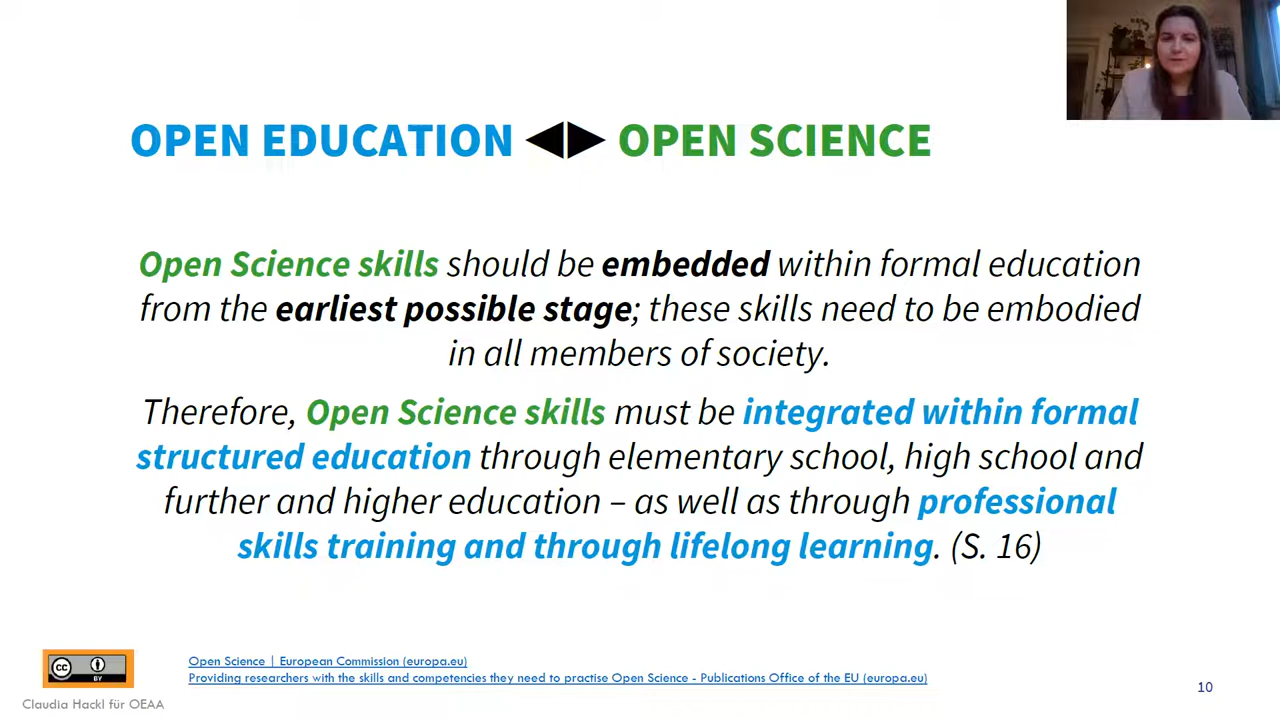 OPEN EDUCATION ◀▶ OPEN SCIENCE
Open Science skills should be embedded within formal education
from the earliest possible stage; these skills need to be embodied
in all members of society.
Therefore, Open Science skills must be integrated within formal
structured education through elementary school, high school and
further and higher education – as well as through professional
skills training and through lifelong learning. (S. 16)
cc
BY
Open Science | European Commission (europa.eu)
Providing researchers with the skills and competencies they need to practise Open Science - Publications Office of the EU (europa.eu)
Claudia Hackl für OEAA
10